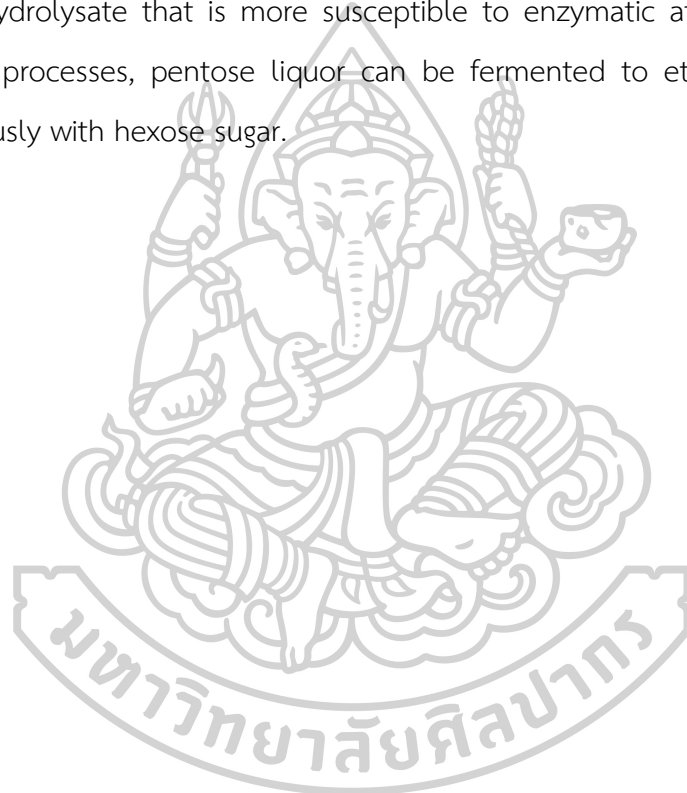 ydrolysate that is more susceptible to enzymatic a
processes, pentose liquor can be fermented to et
usly with hexose sugar.
มหาวิทยาลัยศิลปากร